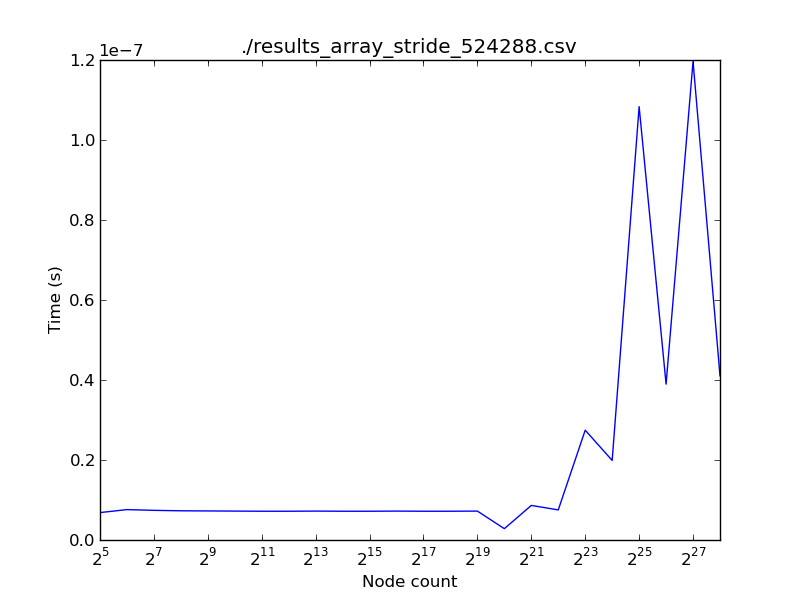 ./results_array_stride_524288.csv
1e−7
1.2
1.0
0.8
0.6
0.4
0.2
0.0
Time (s)
2^5 2^7 2^9 2^11 2^13 2^15 2^17 2^19 2^21 2^23 2^25 2^27
Node count